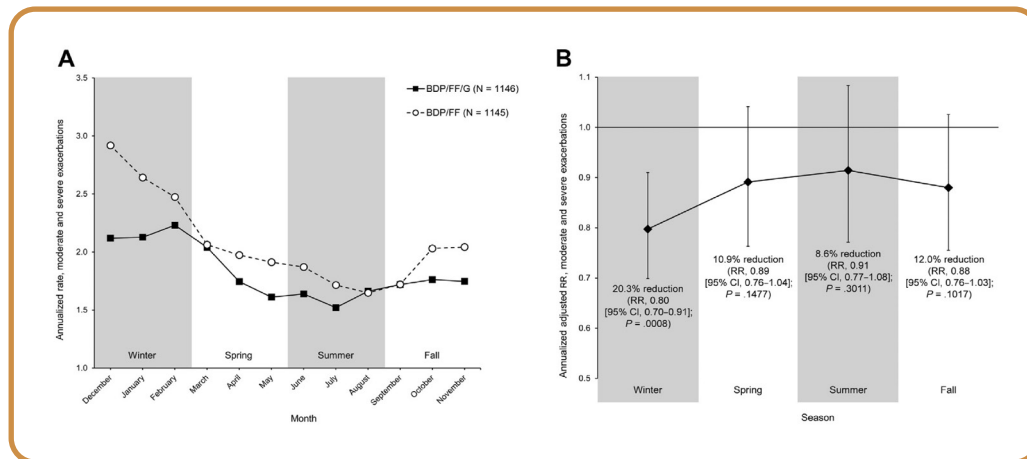 A
3.5
3.0
2.5
2.0
1.5
1.0
Annualized rate, moderate and severe exacerbations
BDP/FF/G (N = 1146)
BDP/FF (N = 1145)
Winter
Spring
Summer
Fall
December
January
February
March
April
May
June
July
August
September
October
November
Month
B
1.1
1.0
0.9
0.8
0.7
0.6
0.5
Annualized adjusted RR, moderate and severe exacerbations
20.3% reduction
(RR, 0.80
[95% CI, 0.70–0.91];
P = .0008)
10.9% reduction
(RR, 0.89
[95% CI, 0.76–1.04];
P = .1477)
8.6% reduction
(RR, 0.91
[95% CI, 0.77–1.08];
P = .3011)
12.0% reduction
(RR, 0.88
[95% CI, 0.76–1.03];
P = .1017)
Winter
Spring
Summer
Fall
Season